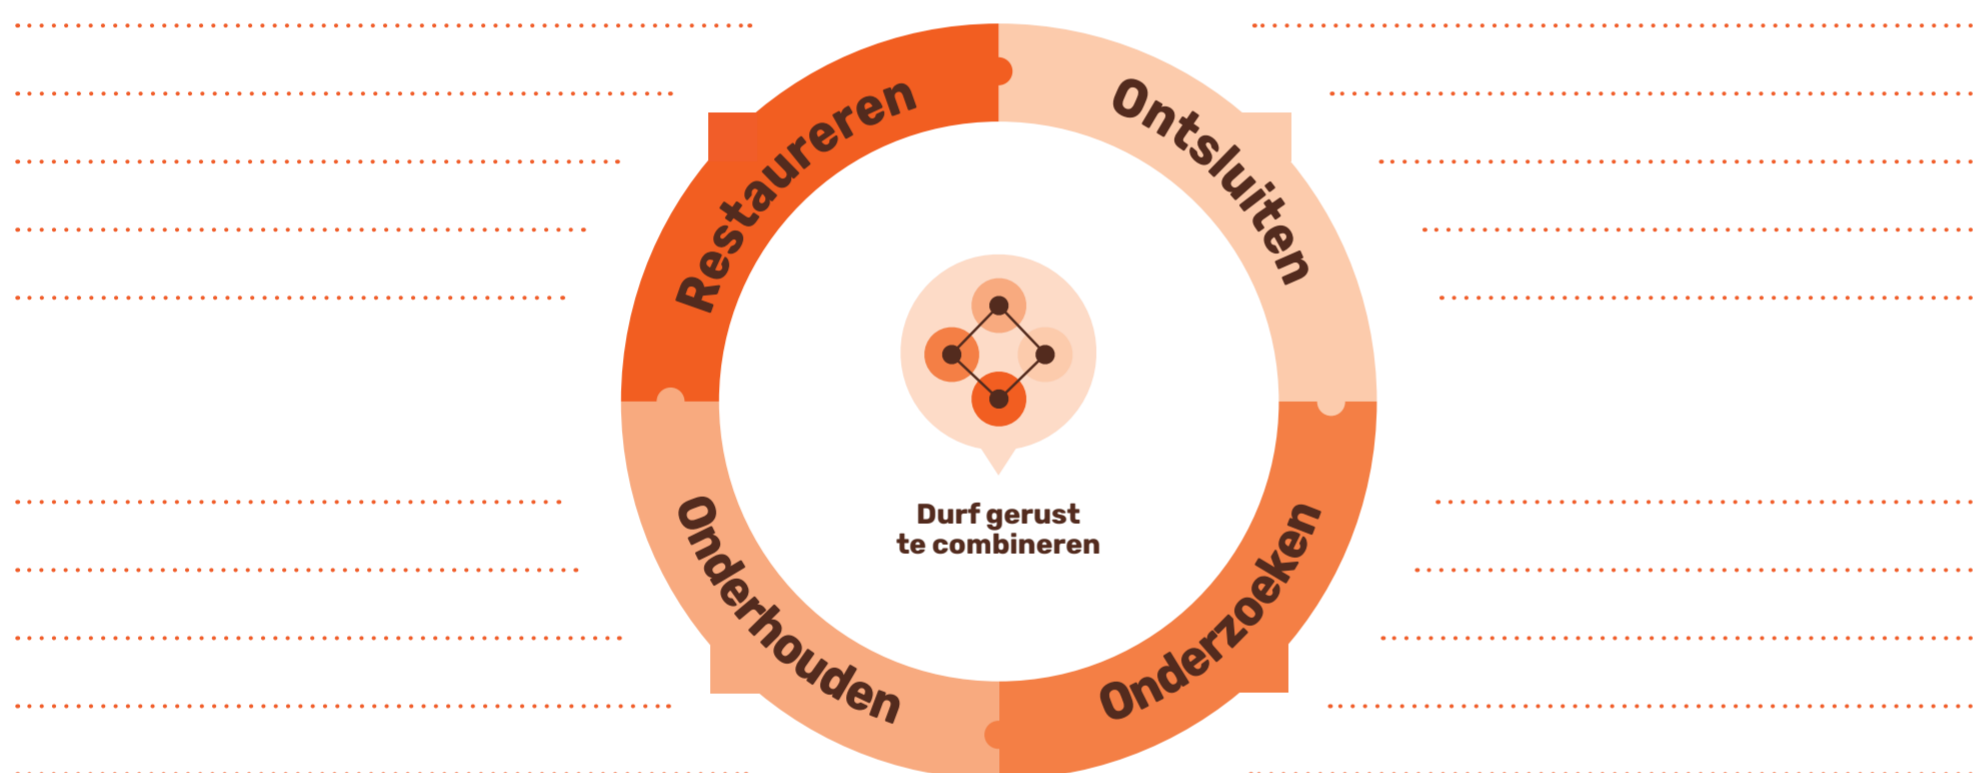 Restaureren
Ontsluiten
Durf gerust
te combineren
Onderhouden
Onderzoeken